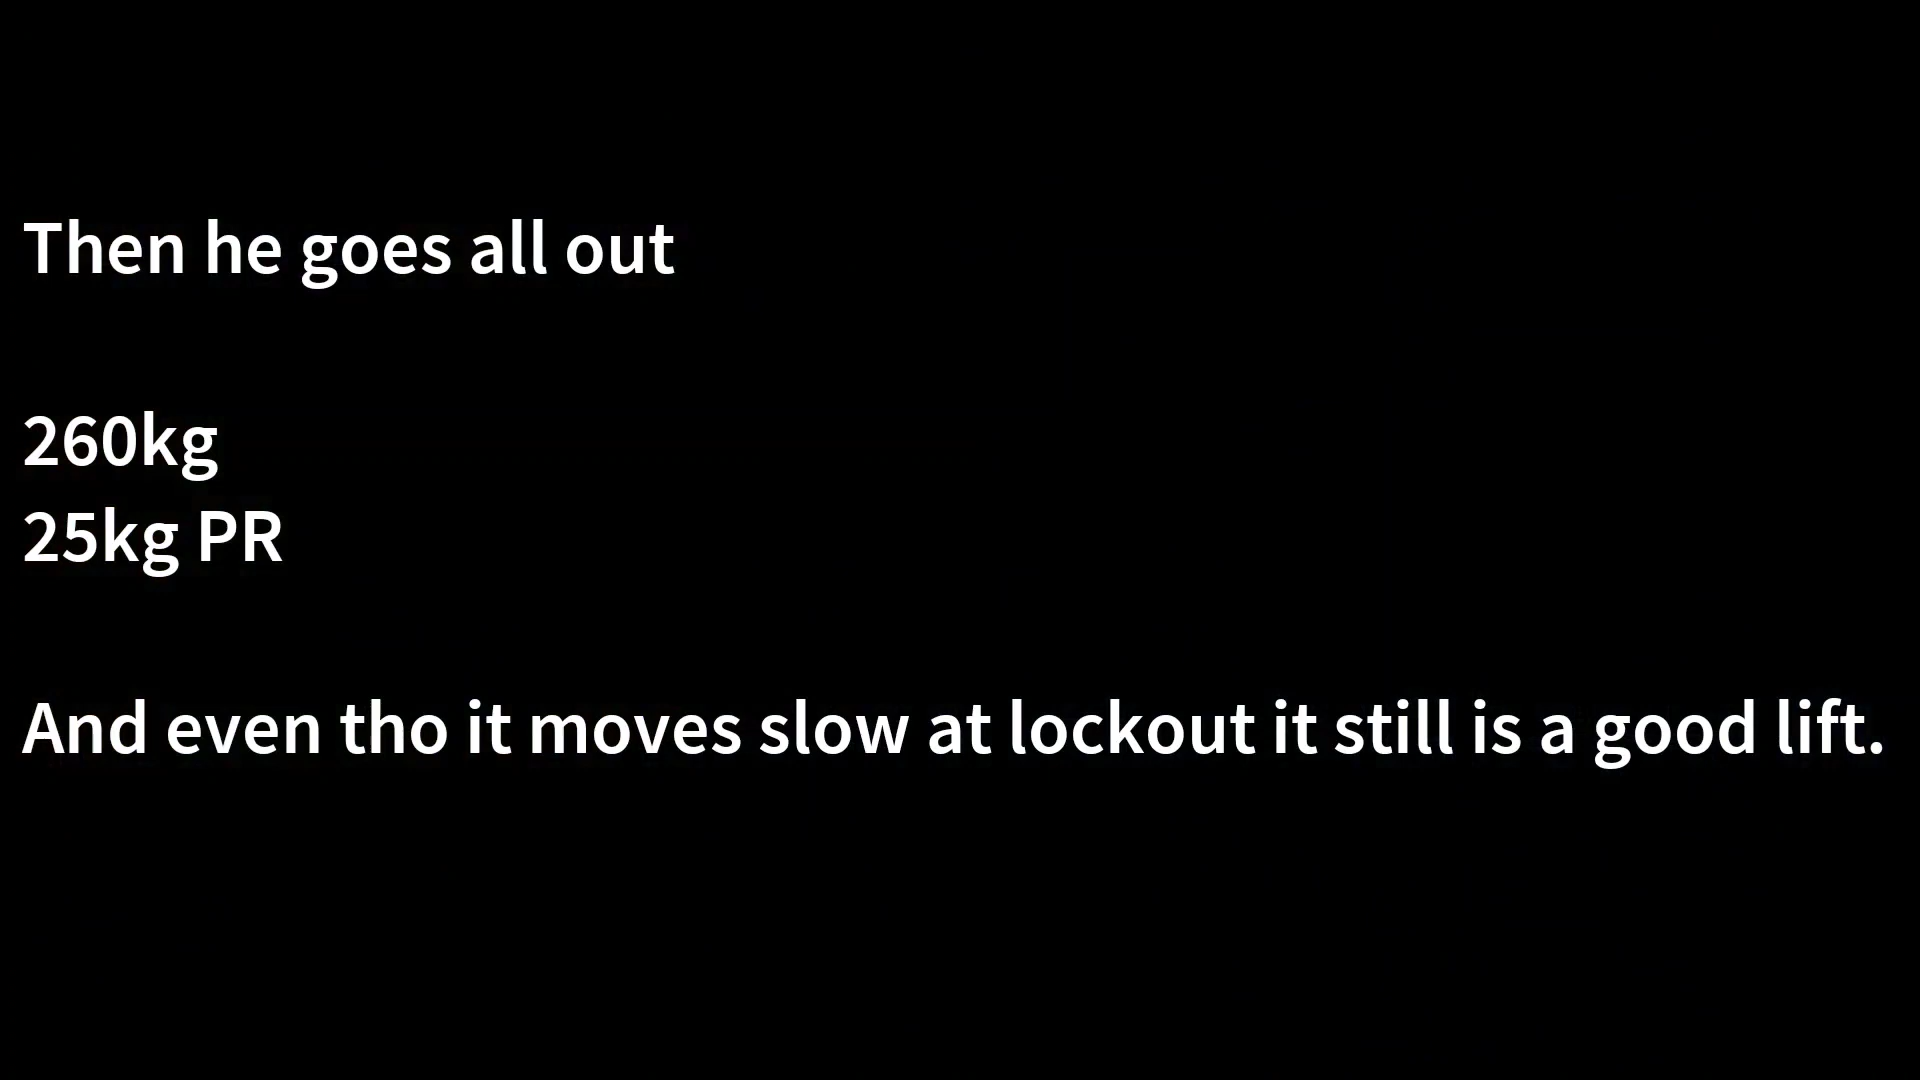 Then he goes all out
260kg
25kg PR
And even tho it moves slow at lockout it still is a good lift.